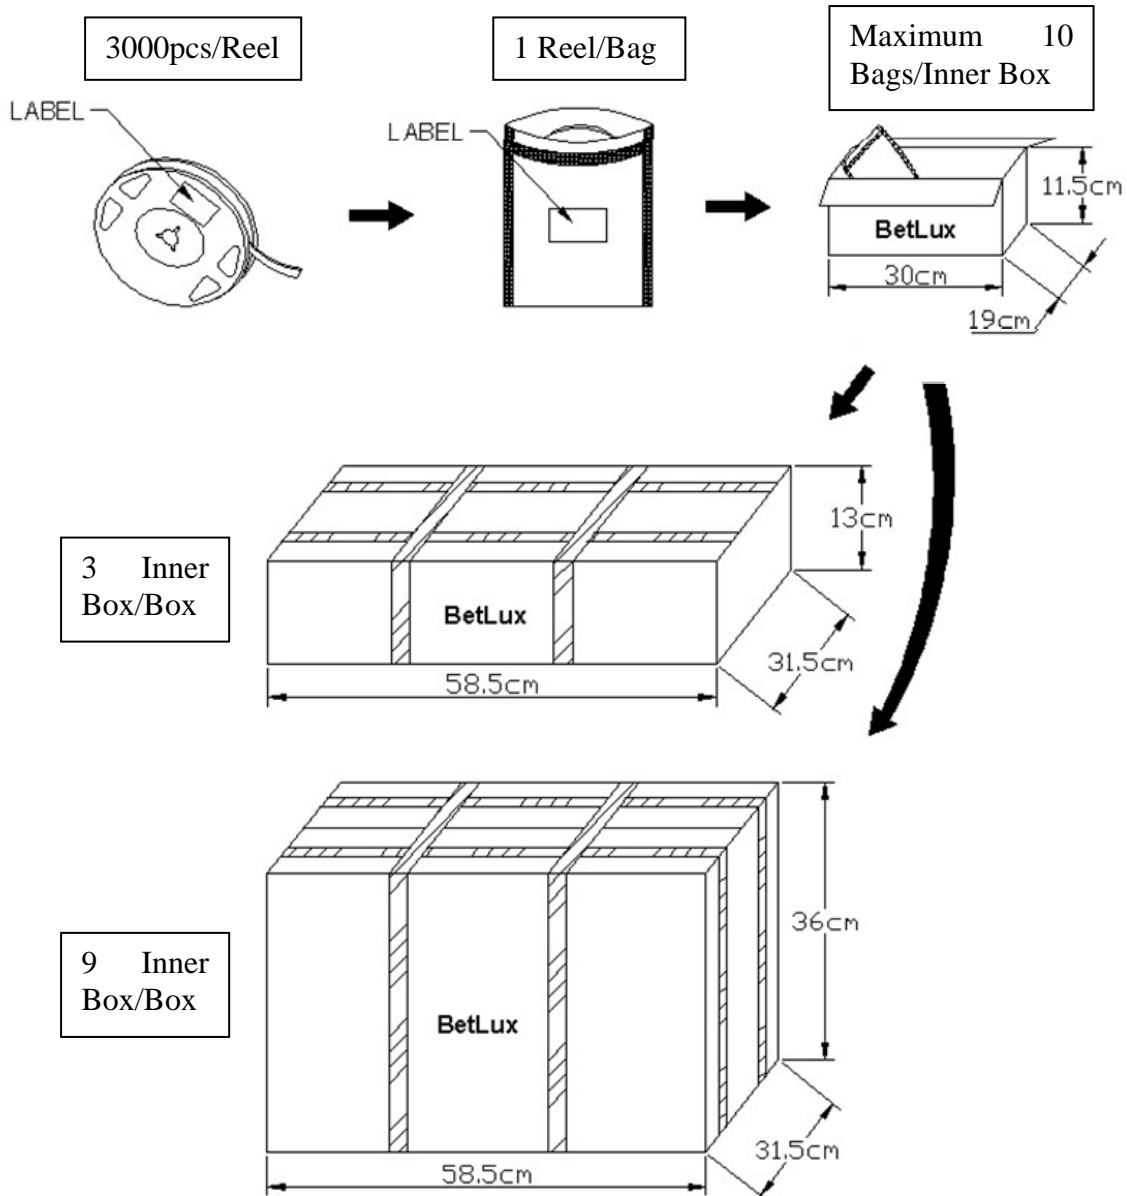 3000pcs/Reel
1 Reel/Bag
Maximum 10
Bags/Inner Box
LABEL
LABEL
11.5cm
BetLux
30cm
19cm
13cm
3 Inner
Box/Box
BetLux
31.5cm
58.5cm
36cm
9 Inner
Box/Box
BetLux
31.5cm
58.5cm